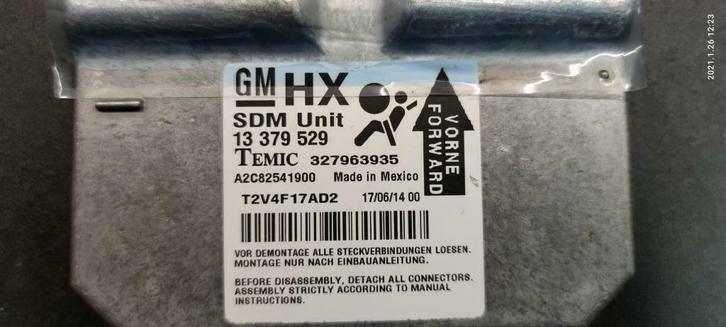 GM HX
SDM Unit
13 379 529
TEMIC 327963935
A2C82541900 Made in Mexico
T2V4F17AD2 17/06/14 00
VORNE
FORWARD
VOR DEMONTAGE ALLE STECKVERBINDUNGEN LOESEN.
MONTAGE NUR NACH EINBAUANLEITUNG.
BEFORE DISASSEMBLY, DETACH ALL CONNECTORS.
ASSEMBLY STRICTLY ACCORDING TO MANUAL
INSTRUCTIONS.
2021.1.26 12:23